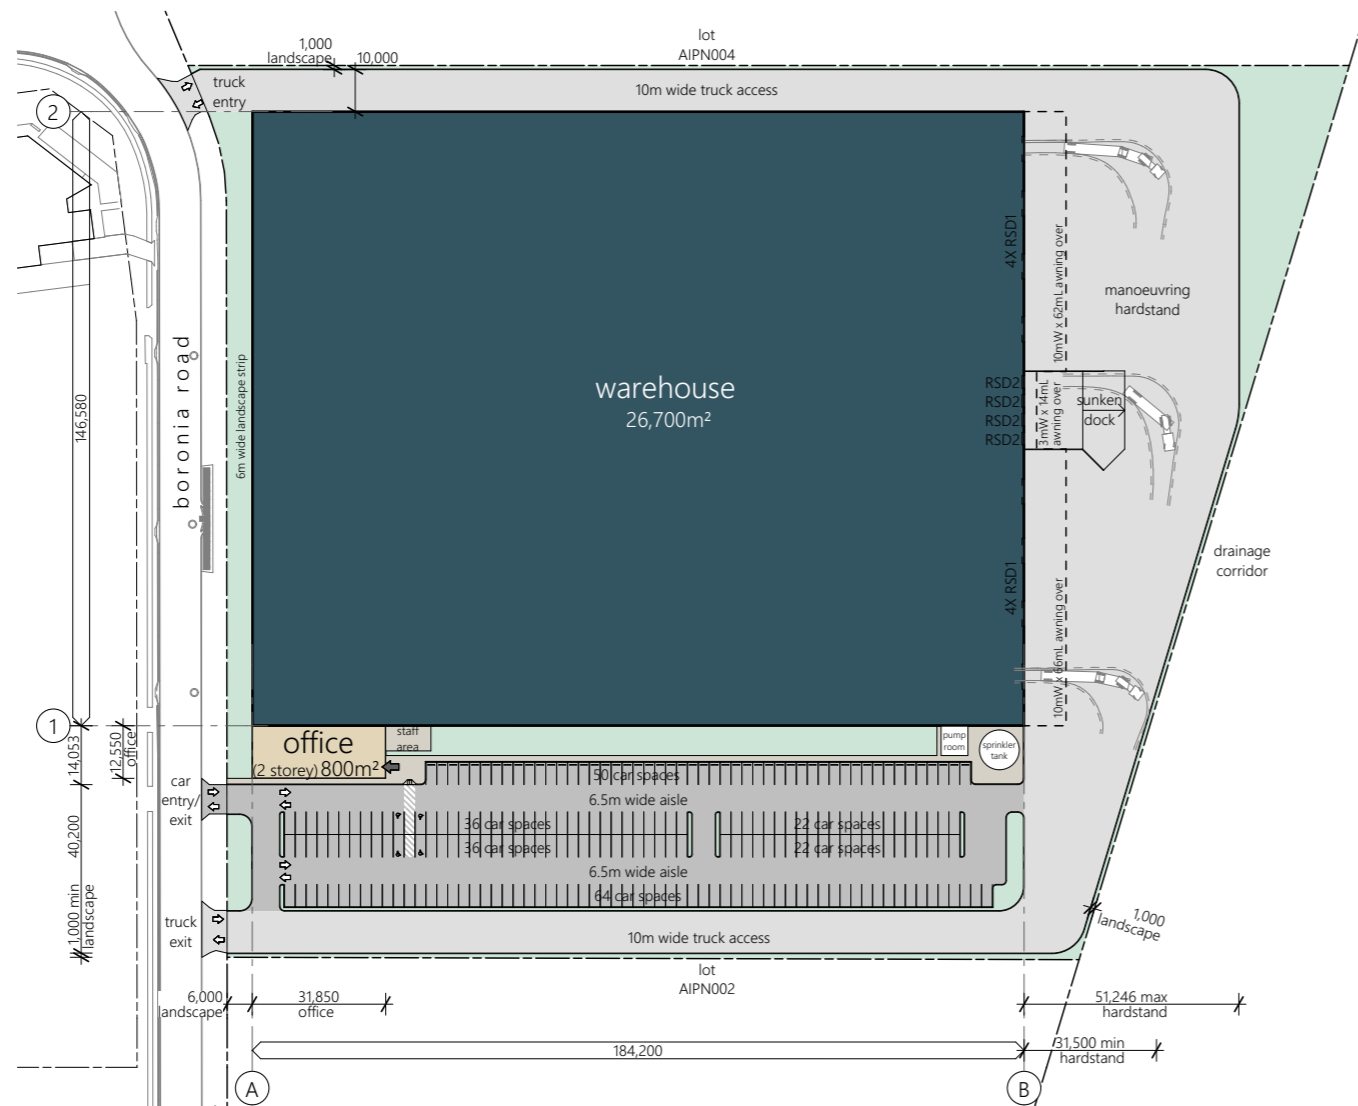 lot
AIPN004
1,000
landscape
10,000
truck
entry
10m wide truck access
2
4X RSD1
10mW x 62mL awning over
manoeuvring
hardstand
boronia road
6m wide landscape strip
146,580
warehouse
26,700m²
RSD2
RSD2
RSD2
RSD2
3mW x 14mL
awning over
sunken
dock
drainage
corridor
4X RSD1
10mW x 66mL awning over
1
14,053
12,550
office
office
(2 storey) 800m²
staff
area
pump
room
sprinkler
tank
car
entry/
exit
50 car spaces
6.5m wide aisle
36 car spaces
22 car spaces
36 car spaces
22 car spaces
6.5m wide aisle
64 car spaces
40,200
1,000 min
landscape
truck
exit
10m wide truck access
1,000
landscape
lot
AIPN002
6,000
landscape
31,850
office
51,246 max
hardstand
184,200
31,500 min
hardstand
A
B